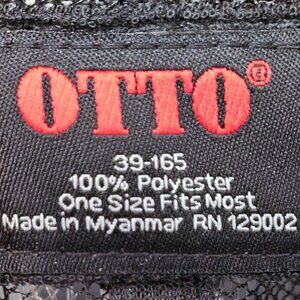 OTTO®
39-165
100% Polyester
One Size Fits Most
Made in Myanmar RN 129002